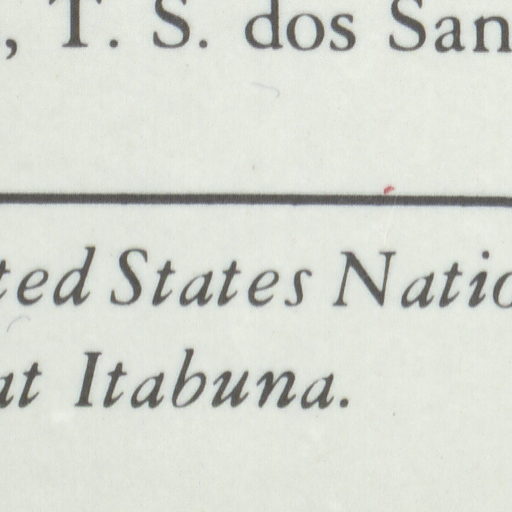 , T. S. dos San
ted States Natio
at Itabuna.